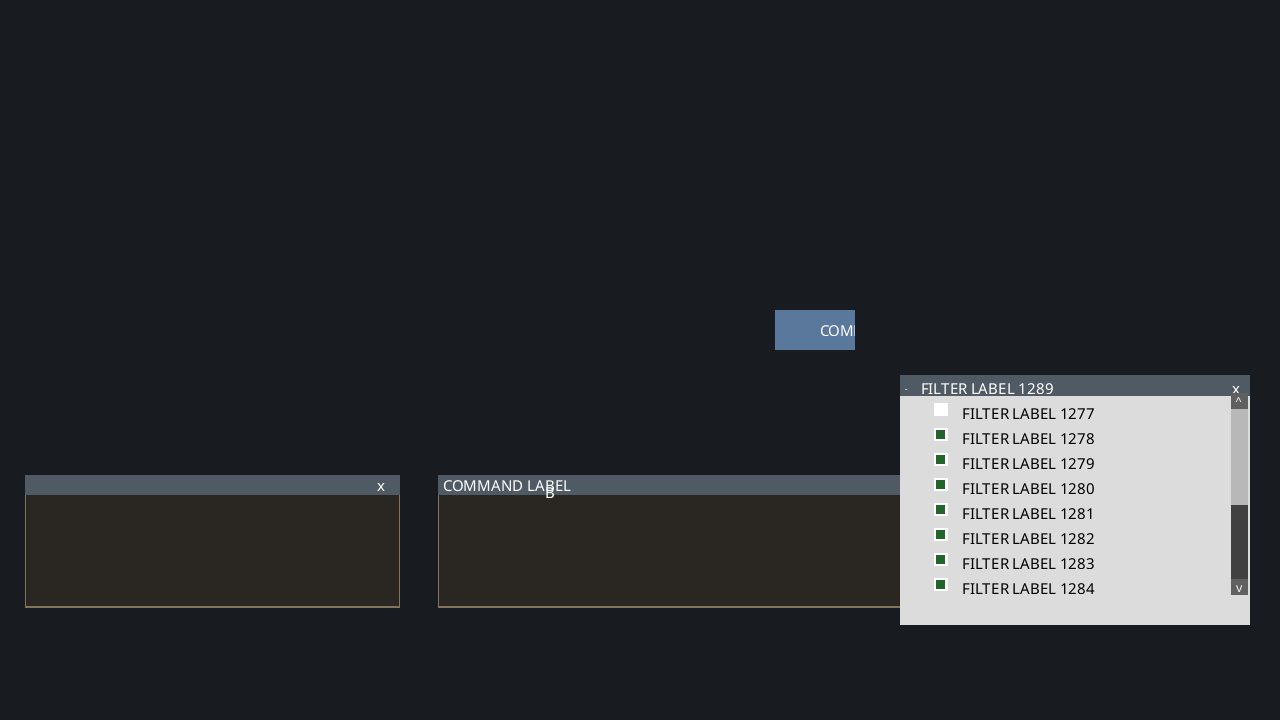 COM
- FILTER LABEL 1289 x
^
FILTER LABEL 1277
FILTER LABEL 1278
FILTER LABEL 1279
FILTER LABEL 1280
FILTER LABEL 1281
FILTER LABEL 1282
FILTER LABEL 1283
FILTER LABEL 1284
v
x
COMMAND LABEL
B